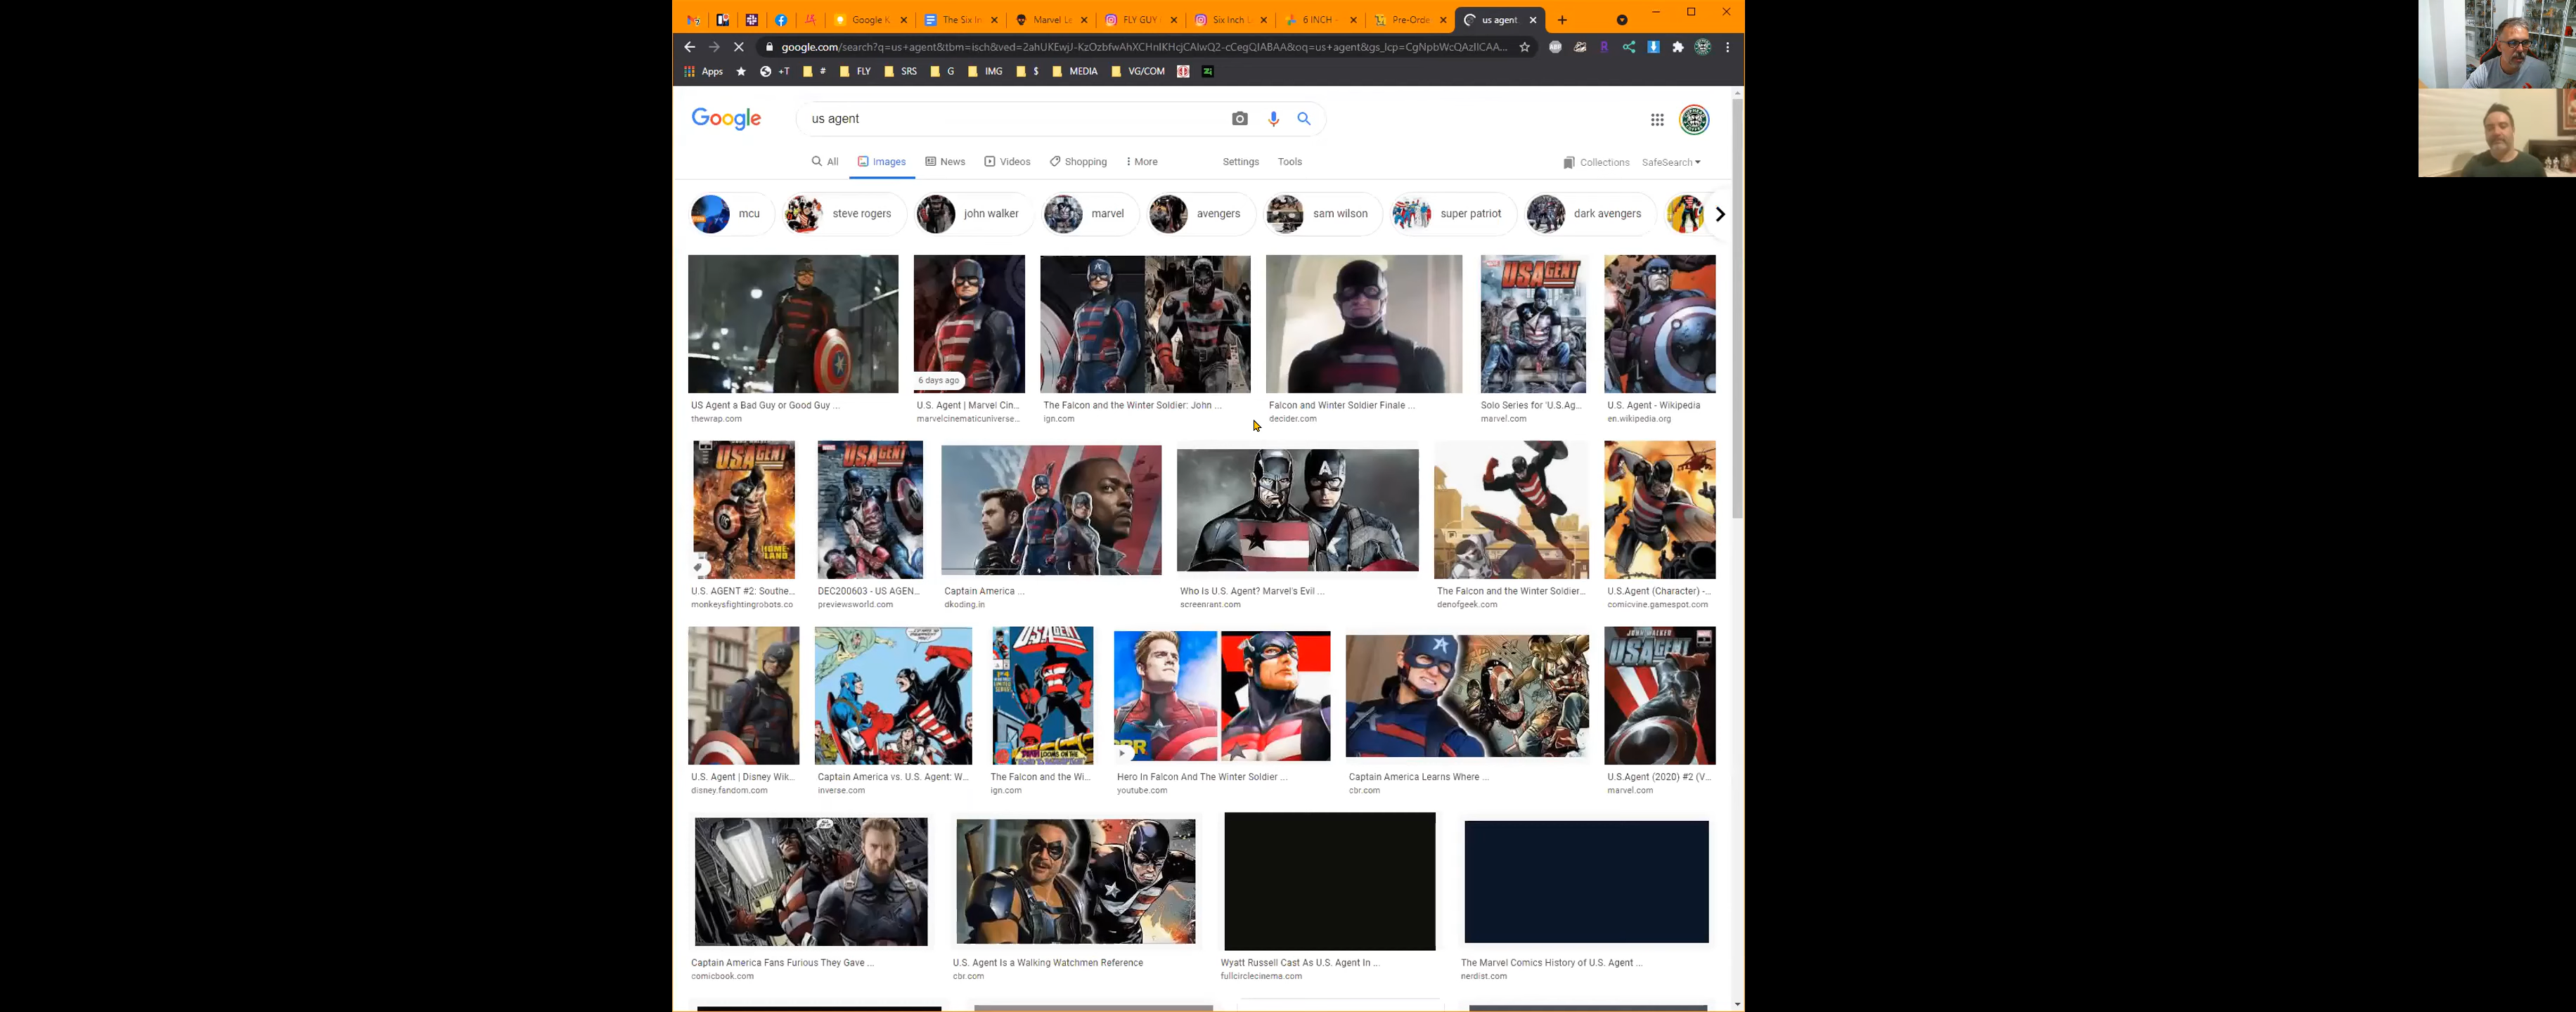 Google K
The Six In
Marvel Le
FLY GUY
Six Inch L
6 INCH -
Pre-Orde
us agent
google.com/search?q=us+agent&tbm=isch&ved=2ahUKEwjJ-KzOzbfwAhXCHnIKHcjCAlwQ2-cCegQIABAA&oq=us+agent&gs_lcp=CgNpbWcQAzIICAA...
Apps
+T
#
FLY
SRS
G
IMG
$
MEDIA
VG/COM
Google
us agent
All
Images
News
Videos
Shopping
More
Settings
Tools
Collections
SafeSearch
mcu
steve rogers
john walker
marvel
avengers
sam wilson
super patriot
dark avengers
6 days ago
USAGENT
US Agent a Bad Guy or Good Guy ...
thewrap.com
U.S. Agent | Marvel Cin...
marvelcinematicuniverse...
The Falcon and the Winter Soldier: John ...
ign.com
Falcon and Winter Soldier Finale ...
decider.com
Solo Series for 'U.S.Ag...
marvel.com
U.S. Agent - Wikipedia
en.wikipedia.org
USAGENT
HOME-
LAND
USAGENT
A
U.S. AGENT #2: Southe...
monkeysfightingrobots.co
DEC200603 - US AGEN...
previewsworld.com
Captain America ...
dkoding.in
Who Is U.S. Agent? Marvel's Evil ...
screenrant.com
The Falcon and the Winter Soldier...
denofgeek.com
U.S.Agent (Character) -...
comicvine.gamespot.com
USAGENT
JOHN WALKER
USAGENT
U.S. Agent | Disney Wik...
disney.fandom.com
Captain America vs. U.S. Agent: W...
inverse.com
The Falcon and the Wi...
ign.com
Hero In Falcon And The Winter Soldier ...
youtube.com
Captain America Learns Where ...
cbr.com
U.S.Agent (2020) #2 (V...
marvel.com
Captain America Fans Furious They Gave ...
comicbook.com
U.S. Agent Is a Walking Watchmen Reference
cbr.com
Wyatt Russell Cast As U.S. Agent In ...
fullcirclecinema.com
The Marvel Comics History of U.S. Agent ...
nerdist.com